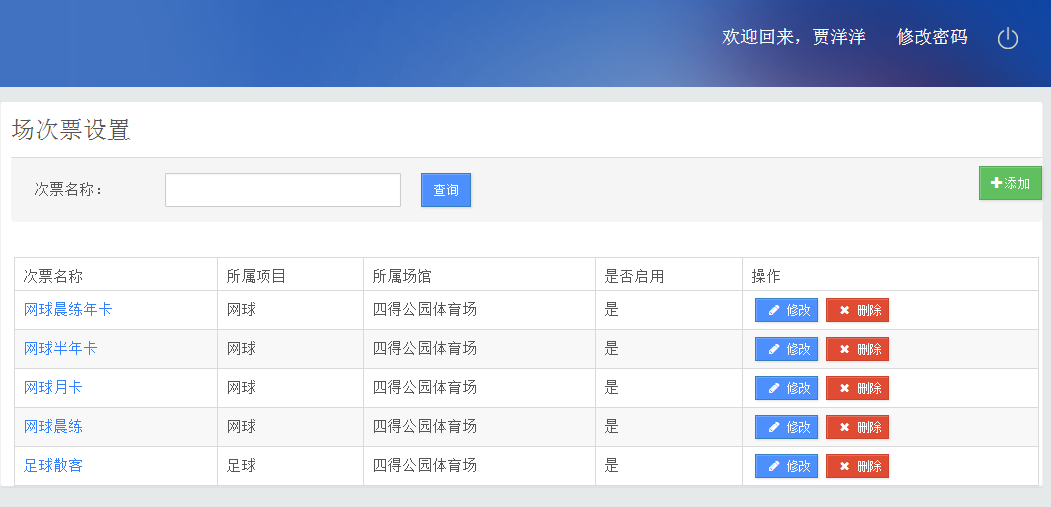 欢迎回来，贾洋洋 修改密码
场次票设置
次票名称： 查询 添加
次票名称 所属项目 所属场馆 是否启用 操作
网球晨练年卡 网球 四得公园体育场 是 修改 删除
网球半年卡 网球 四得公园体育场 是 修改 删除
网球月卡 网球 四得公园体育场 是 修改 删除
网球晨练 网球 四得公园体育场 是 修改 删除
足球散客 足球 四得公园体育场 是 修改 删除